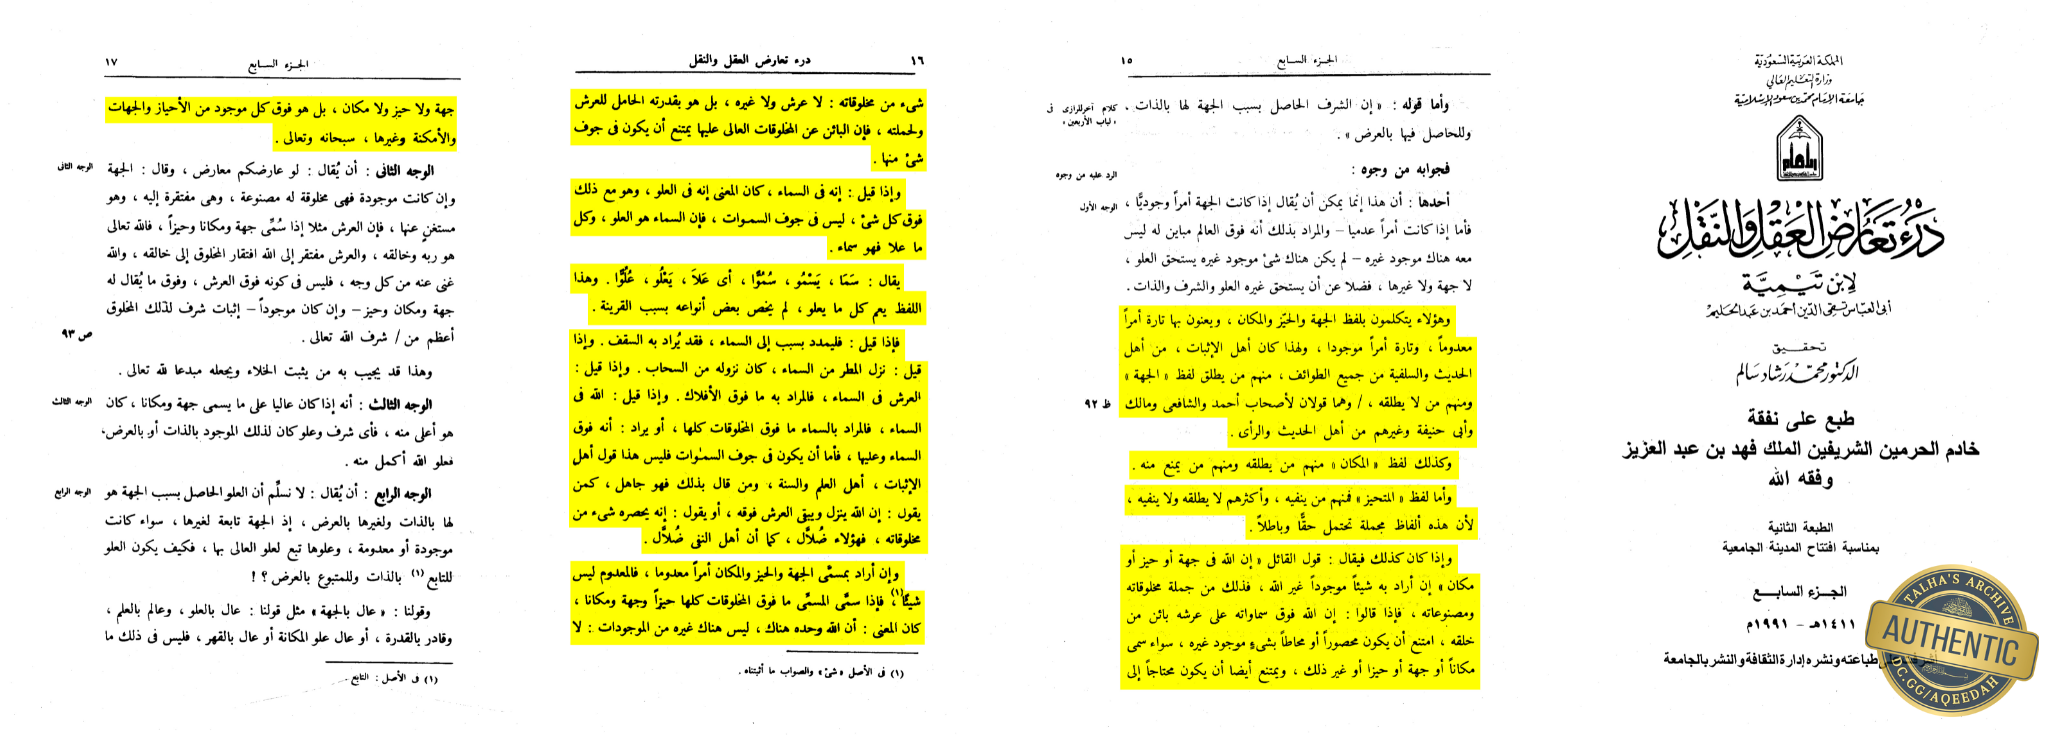 المملكة العربية السعودية
وزارة التعليم العالي
جامعة الإمام محمد بن سعود الإسلامية
درء تعارض العقل والنقل
لابن تيمية
أبي العباس تقي الدين أحمد بن عبد الحليم
تحقيق
الدكتور محمد رشاد سالم
طبع على نفقة
خادم الحرمين الشريفين الملك فهد بن عبد العزيز
وفقه الله
الطبعة الثانية
بمناسبة افتتاح المدينة الجامعية
الجزء السابع
١٤١١هـ – ١٩٩١م
طباعته ونشره إدارة الثقافة والنشر بالجامعة
TALHA'S ARCHIVE
AUTHENTIC
DC.GG/AQEEDAH
الجزء السابع
١٥
وأما قوله : « إن الشرف الحاصل بسبب الجهة لها بالذات ،
كلام آخر للرازى فى
« لباب الأربعين »
وللحاصل فيها بالعرض » .
فجوابه من وجوه :
الرد عليه من وجوه
أحدها : أن هذا إنما يمكن أن يُقال إذا كانت الجهة أمراً وجوديًّا ،
الوجه الأول
فأما إذا كانت أمراً عدميا – والمراد بذلك أنه فوق العالم مباين له ليس
معه هناك موجود غيره – لم يكن هناك شئ موجود غيره يستحق العلو ،
لا جهة ولا غيرها ، فضلا عن أن يستحق غيره العلو والشرف والذات .
وهؤلاء يتكلمون بلفظ الجهة والحيّز والمكان ، ويعنون بها تارة أمراً
معدوماً ، وتارة أمراً موجودا ، ولهذا كان أهل الإثبات ، من أهل
الحديث والسلفية من جميع الطوائف ، منهم من يطلق لفظ « الجهة »
ومنهم من لا يطلقه ، / وهما قولان لأصحاب أحمد والشافعى ومالك
ظ ٩٢
وأبى حنيفة وغيرهم من أهل الحديث والرأى .
وكذلك لفظ « المكان » منهم من يطلقه ومنهم من يمنع منه .
وأما لفظ « المتحيز » فمنهم من ينفيه ، وأكثرهم لا يطلقه ولا ينفيه ،
لأن هذه ألفاظ مجملة تحتمل حقًّا وباطلاً .
وإذا كان كذلك فيقال : قول القائل « إن الله فى جهة أو حيز أو
مكان » إن أراد به شيئاً موجوداً غير الله ، فذلك من جملة مخلوقاته
ومصنوعاته ، فإذا قالوا : إن الله فوق سماواته على عرشه بائن من
خلقه ، امتنع أن يكون محصوراً أو محاطاً بشىءٍ موجود غيره ، سواء سمى
مكاناً أو جهة أو حيزا أو غير ذلك ، ويمتنع أيضا أن يكون محتاجاً إلى
١٦
درء تعارض العقل والنقل
شىء من مخلوقاته : لا عرش ولا غيره ، بل هو بقدرته الحامل للعرش
ولحملته ، فإن البائن عن المخلوقات العالى عليها يمتنع أن يكون فى جوف
شئ منها .
وإذا قيل : إنه فى السماء ، كان المعنى إنه فى العلو ، وهو مع ذلك
فوق كل شئ ، ليس فى جوف السموات ، فإن السماء هو العلو ، وكل
ما علا فهو سماء .
يقال : سَمَا ، يَسْمُو ، سُمُوًّا ، أى عَلاَ ، يَعْلُو ، عُلُوًّا . وهذا
اللفظ يعم كل ما يعلو ، لم يخص بعض أنواعه بسبب القرينة .
فإذا قيل : فليمدد بسبب إلى السماء ، فقد يُراد به السقف . وإذا
قيل : نزل المطر من السماء ، كان نزوله من السحاب . وإذا قيل :
العرش فى السماء ، فالمراد به ما فوق الأفلاك . وإذا قيل : الله فى
السماء ، فالمراد بالسماء ما فوق المخلوقات كلها ، أو يراد : أنه فوق
السماء وعليها ، فأما أن يكون فى جوف السموات فليس هذا قول أهل
الإثبات ، أهل العلم والسنة ، ومن قال بذلك فهو جاهل ، كمن
يقول : إن الله ينزل ويبقى العرش فوقه ، أو يقول : إنه يحصره شىء من
مخلوقاته ، فهؤلاء ضُلاَّل ، كما أن أهل النفى ضُلاَّل .
وإن أراد بمسمَّى الجهة والحيز والمكان أمراً معدوما ، فالمعدوم ليس
شيئًا(١) ، فإذا سمَّى المسمِّى ما فوق المخلوقات كلها حيزاً وجهة ومكانا ،
كان المعنى : أن الله وحده هناك ، ليس هناك غيره من الموجودات : لا
(١) فى الأصل « شئ » والصواب ما أثبتناه .
الجزء السابع
١٧
جهة ولا حيز ولا مكان ، بل هو فوق كل موجود من الأحياز والجهات
والأمكنة وغيرها ، سبحانه وتعالى .
الوجه الثانى : أن يُقال : لو عارضكم معارض ، وقال : الجهة
الوجه الثانى
وإن كانت موجودة فهى مخلوقة له مصنوعة ، وهى مفتقرة إليه ، وهو
مستغنٍ عنها ، فإن العرش مثلا إذا سُمِّى جهة ومكانا وحيزاً ، فالله تعالى
هو ربه وخالقه ، والعرش مفتقر إلى الله افتقار المخلوق إلى خالقه ، والله
غنى عنه من كل وجه ، فليس فى كونه فوق العرش ، وفوق ما يُقال له
جهة ومكان وحيز – وإن كان موجوداً – إثبات شرف لذلك المخلوق
أعظم من / شرف الله تعالى .
ص ٩٣
وهذا قد يجيب به من يثبت الخلاء ويجعله مبدعا لله تعالى .
الوجه الثالث : أنه إذا كان عاليا على ما يسمى جهة ومكانا ، كان
الوجه الثالث
هو أعلى منه ، فأى شرف وعلو كان لذلك الموجود بالذات أو بالعرض،
فعلو الله أكمل منه .
الوجه الرابع : أن يُقال : لا نسلِّم أن العلو الحاصل بسبب الجهة هو
الوجه الرابع
لها بالذات ولغيرها بالعرض ، إذ الجهة تابعة لغيرها ، سواء كانت
موجودة أو معدومة ، وعلوها تبع لعلو العالى بها ، فكيف يكون العلو
للتابع(١) بالذات وللمتبوع بالعرض ؟ !
وقولنا : « عال بالجهة » مثل قولنا : عال بالعلو ، وعالم بالعلم ،
وقادر بالقدرة ، أو عال علو المكانة أو عال بالقهر ، فليس فى ذلك ما
(١) فى الأصل : التابع .